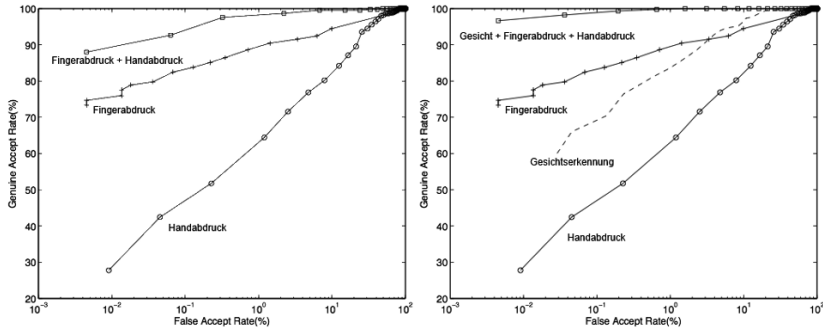 100
90
80
70
60
50
40
30
20
Genuine Accept Rate(%)
Fingerabdruck + Handabdruck
Fingerabdruck
Handabdruck
10^-3 10^-2 10^-1 10^0 10^1 10^2
False Accept Rate(%)
100
90
80
70
60
50
40
30
20
Genuine Accept Rate(%)
Gesicht + Fingerabdruck + Handabdruck
Fingerabdruck
Gesichtserkennung
Handabdruck
10^-3 10^-2 10^-1 10^0 10^1 10^2
False Accept Rate(%)